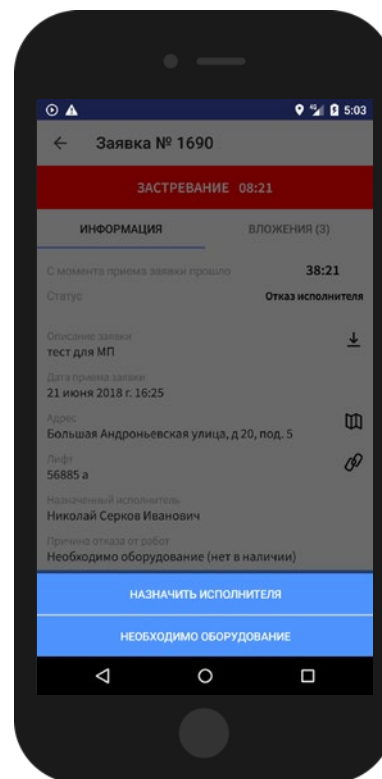 4G 5:03
Заявка № 1690
ЗАСТРЕВАНИЕ 08:21
ИНФОРМАЦИЯ ВЛОЖЕНИЯ (3)
С момента приема заявки прошло 38:21
Статус Отказ исполнителя
Описание заявки
тест для МП
Дата приема заявки
21 июня 2018 г. 16:25
Адрес
Большая Андроньевская улица, д 20, под. 5
Лифт
56885 а
Назначенный исполнитель
Николай Серков Иванович
Причина отказа от работ
Необходимо оборудование (нет в наличии)
НАЗНАЧИТЬ ИСПОЛНИТЕЛЯ
НЕОБХОДИМО ОБОРУДОВАНИЕ